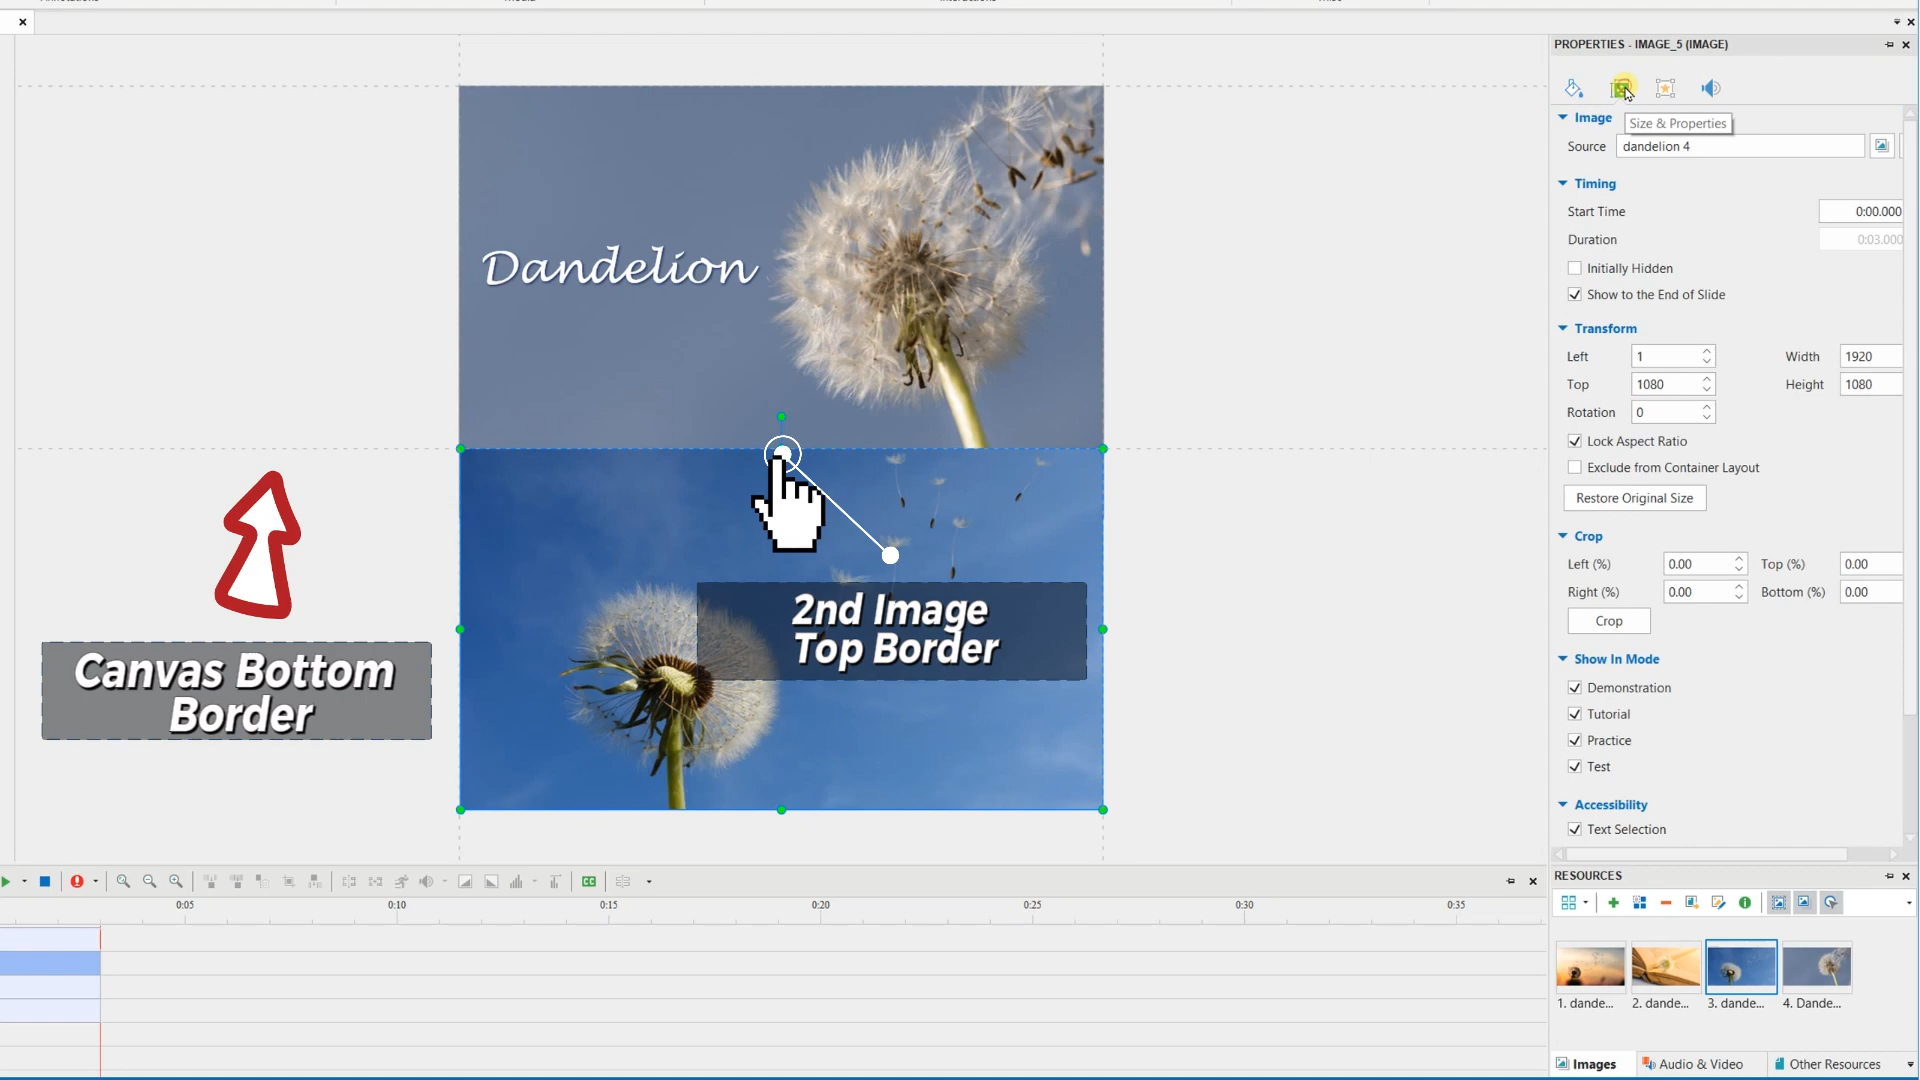 PROPERTIES - IMAGE_5 (IMAGE)
Image
Size & Properties
Source
dandelion 4
Timing
Start Time
0:00.000
Duration
0:03.000
Initially Hidden
Show to the End of Slide
Transform
Left
1
Width
1920
Top
1080
Height
1080
Rotation
0
Lock Aspect Ratio
Exclude from Container Layout
Restore Original Size
Crop
Left (%)
0.00
Top (%)
0.00
Right (%)
0.00
Bottom (%)
0.00
Crop
Show In Mode
Demonstration
Tutorial
Practice
Test
Accessibility
Text Selection
Dandelion
2nd Image
Top Border
Canvas Bottom
Border
CC
0:05
0:10
0:15
0:20
0:25
0:30
0:35
RESOURCES
1. dande...
2. dande...
3. dande...
4. Dande...
Images
Audio & Video
Other Resources